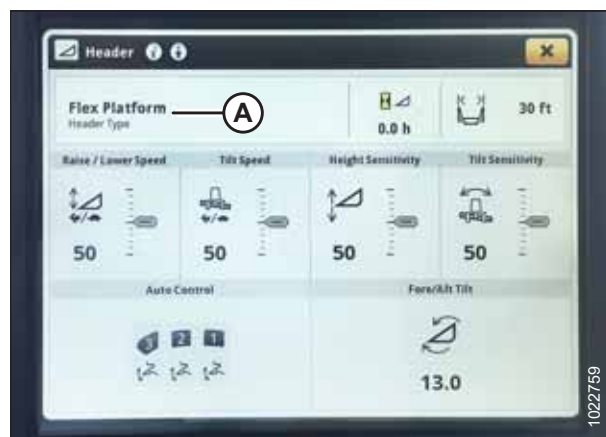 Header
Flex Platform
Header Type
A
0.0 h
30 ft
Raise / Lower Speed
Tilt Speed
Height Sensitivity
Tilt Sensitivity
50
50
50
50
Auto Control
Fore/Aft Tilt
3 2 1
13.0
1022759